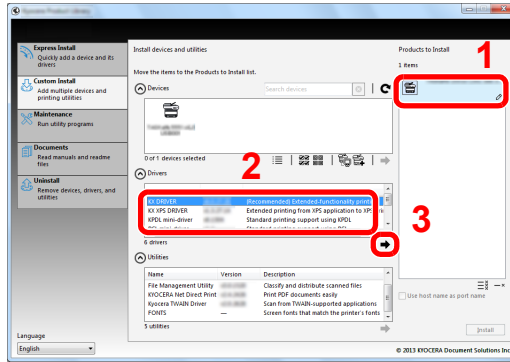 Kyocera Product Library
Express Install
Quickly add a device and its
drivers
Custom Install
Add multiple devices and
printing utilities
Maintenance
Run utility programs
Documents
Read manuals and readme
files
Uninstall
Remove devices, drivers, and
utilities
Language
English
Install devices and utilities
Move the items to the Products to Install list.
Devices
Search devices
0 of 1 devices selected
2
Drivers
KX DRIVER (Recommended) Extended-functionality print
KX XPS DRIVER Extended printing from XPS application to XPS
KPDL mini-driver Standard printing support using KPDL
6 drivers
3
Utilities
Name Version Description
File Management Utility Classify and distribute scanned files
KYOCERA Net Direct Print Print PDF documents easily
Kyocera TWAIN Driver Scan from TWAIN-supported applications
FONTS — Screen fonts that match the printer's fonts
5 utilities
Products to Install
1
1 items
Use host name as port name
Install
© 2013 KYOCERA Document Solutions Inc